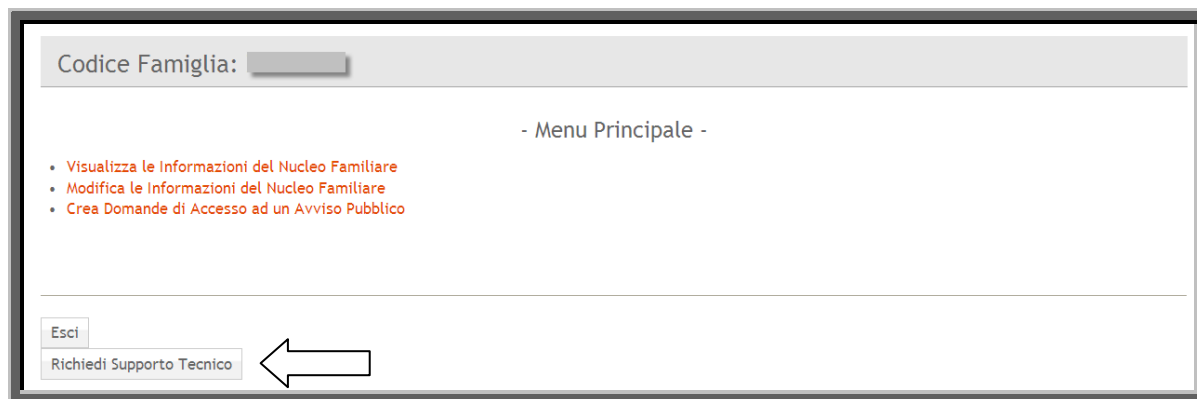 Codice Famiglia:
- Menu Principale -
• Visualizza le Informazioni del Nucleo Familiare
• Modifica le Informazioni del Nucleo Familiare
• Crea Domande di Accesso ad un Avviso Pubblico
Esci
Richiedi Supporto Tecnico